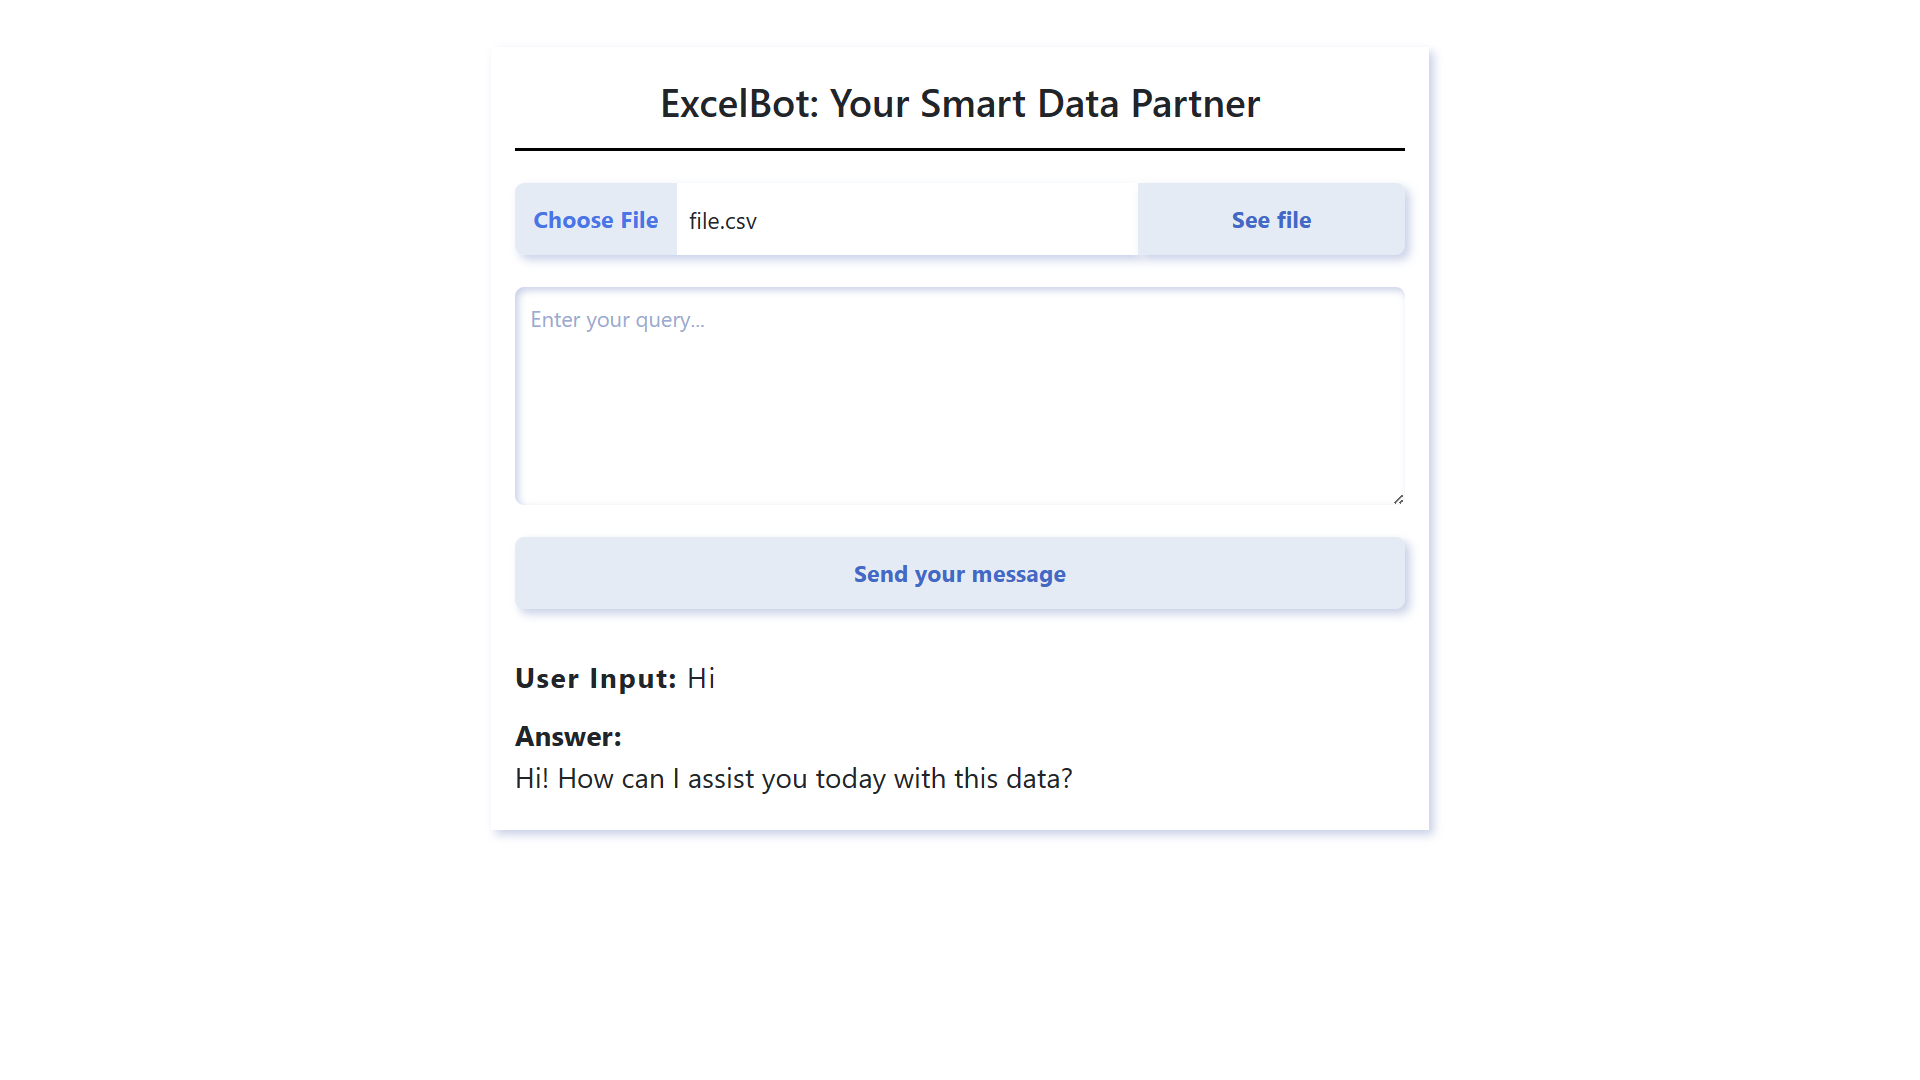 ExcelBot: Your Smart Data Partner
Choose File file.csv See file
Enter your query...
Send your message
User Input: Hi
Answer:
Hi! How can I assist you today with this data?